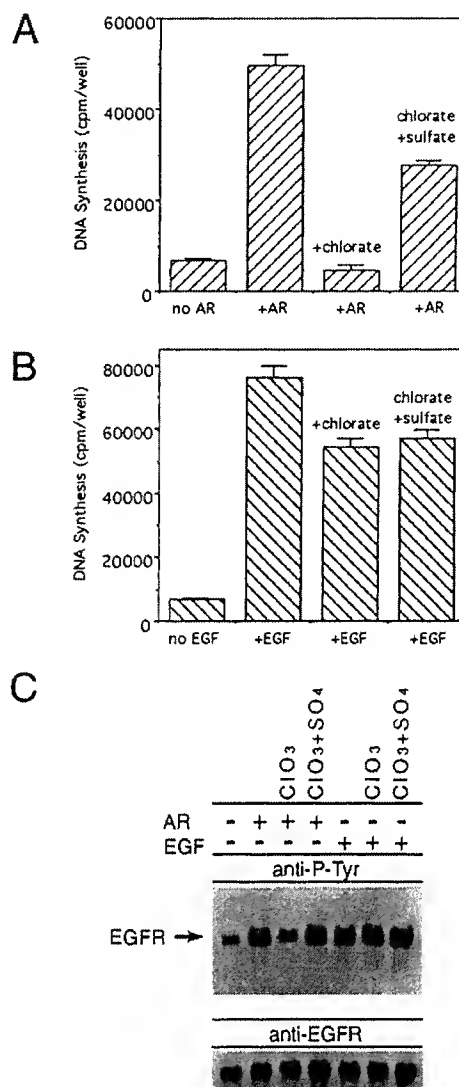 A
DNA Synthesis (cpm/well)
60000
40000
20000
0
+chlorate
chlorate
+sulfate
no AR
+AR
+AR
+AR
B
DNA Synthesis (cpm/well)
80000
60000
40000
20000
0
+chlorate
chlorate
+sulfate
no EGF
+EGF
+EGF
+EGF
C
ClO3
ClO3+SO4
ClO3
ClO3+SO4
AR - + + + - - -
EGF - - - - + + +
anti-P-Tyr
EGFR
anti-EGFR